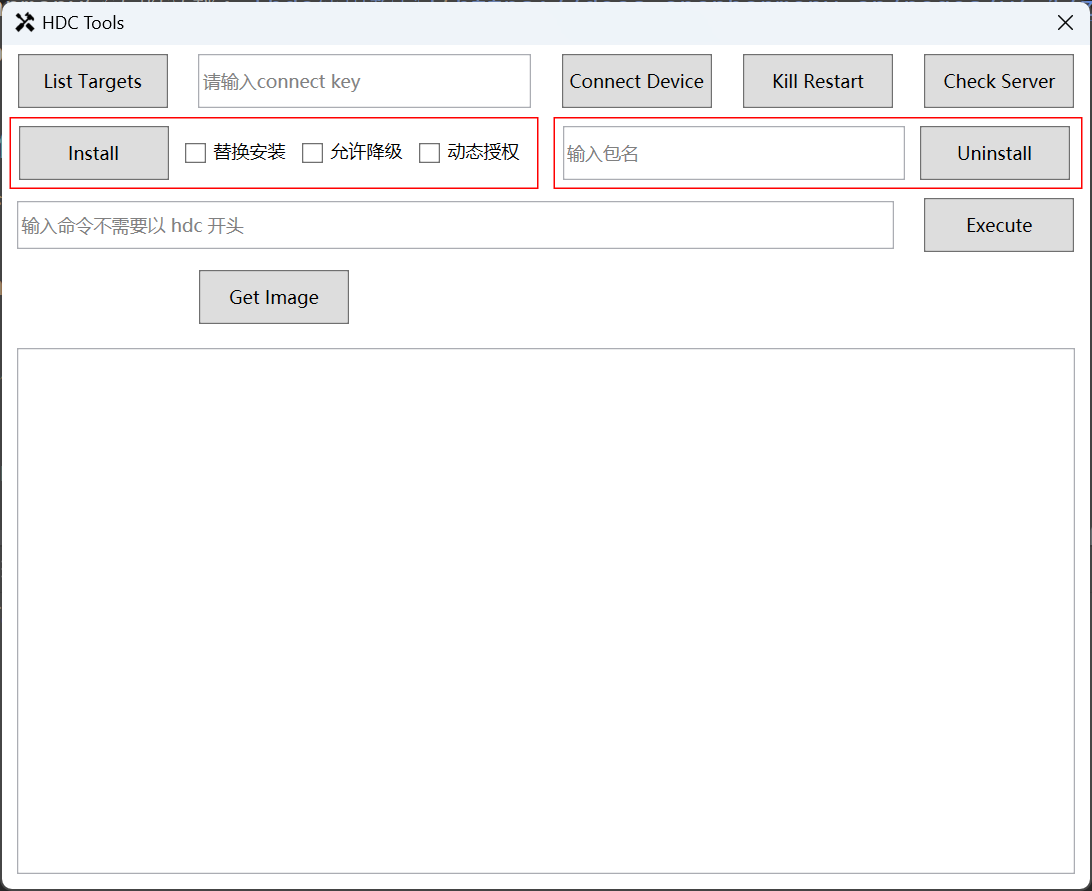 HDC Tools
List Targets 请输入connect key Connect Device Kill Restart Check Server
Install 替换安装 允许降级 动态授权 输入包名 Uninstall
输入命令不需要以 hdc 开头 Execute
Get Image